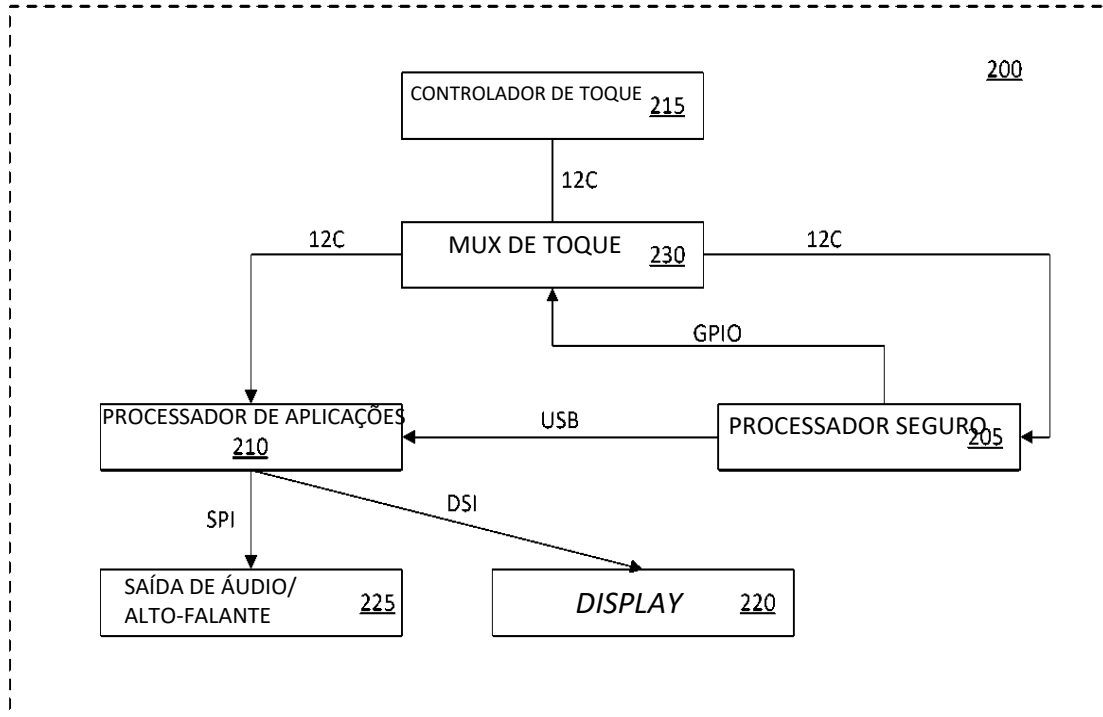 200
CONTROLADOR DE TOQUE
215
12C
MUX DE TOQUE
230
12C
12C
GPIO
PROCESSADOR DE APLICAÇÕES
210
USB
PROCESSADOR SEGURO
205
SPI
DSI
SAÍDA DE ÁUDIO/
ALTO-FALANTE
225
DISPLAY
220